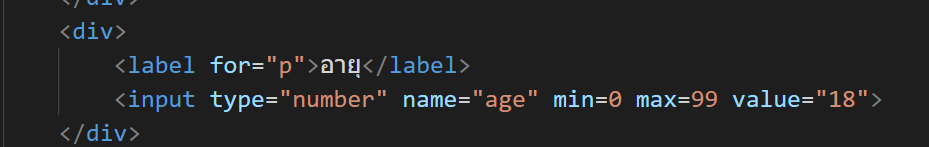 </div>
<div>
<label for="p">อายุ</label>
<input type="number" name="age" min=0 max=99 value="18">
</div>